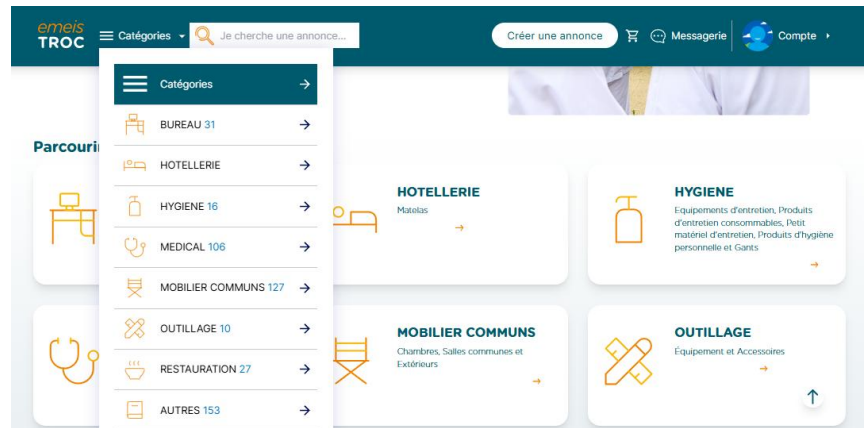 emeis
TROC
Catégories
Je cherche une annonce...
Créer une annonce
Messagerie
Compte
Catégories
BUREAU 31
HOTELLERIE
HYGIENE 16
MEDICAL 106
MOBILIER COMMUNS 127
OUTILLAGE 10
RESTAURATION 27
AUTRES 153
HOTELLERIE
Matelas
HYGIENE
Equipements d'entretien, Produits
d'entretien consommables, Petit
matériel d'entretien, Produits d'hygiène
personnelle et Gants
MOBILIER COMMUNS
Chambres, Salles communes et
Extérieurs
OUTILLAGE
Équipement et Accessoires